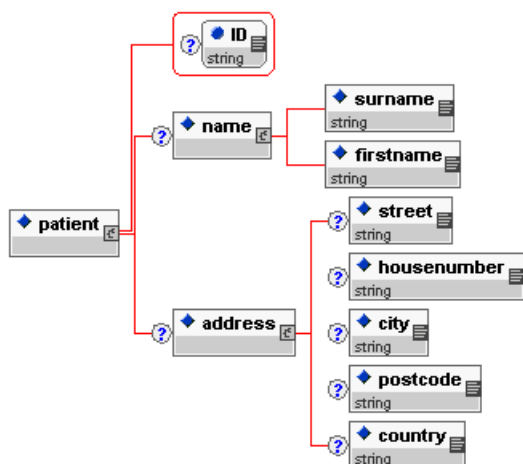 ? ID
string
? name
surname
string
firstname
string
patient
? address
? street
string
? housenumber
string
? city
string
? postcode
string
? country
string